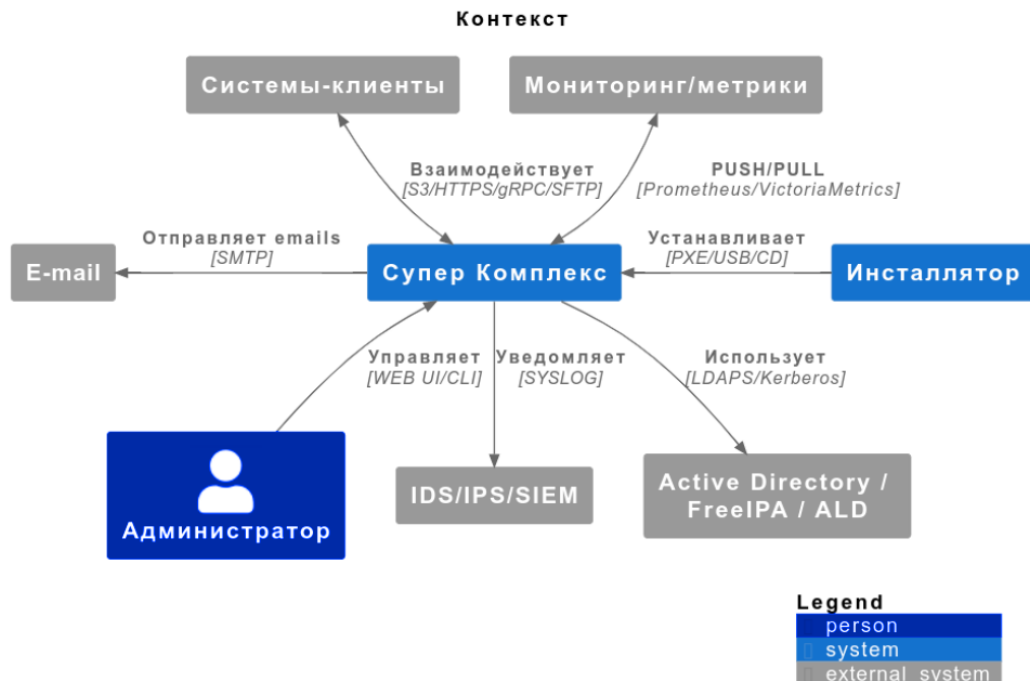 Контекст
Системы-клиенты
Мониторинг/метрики
Взаимодействует
[S3/HTTPS/gRPC/SFTP]
PUSH/PULL
[Prometheus/VictoriaMetrics]
Отправляет emails
[SMTP]
Устанавливает
[PXE/USB/CD]
E-mail
Супер Комплекс
Инсталлятор
Управляет
[WEB UI/CLI]
Уведомляет
[SYSLOG]
Использует
[LDAPS/Kerberos]
Администратор
IDS/IPS/SIEM
Active Directory /
FreeIPA / ALD
Legend
person
system
external_system